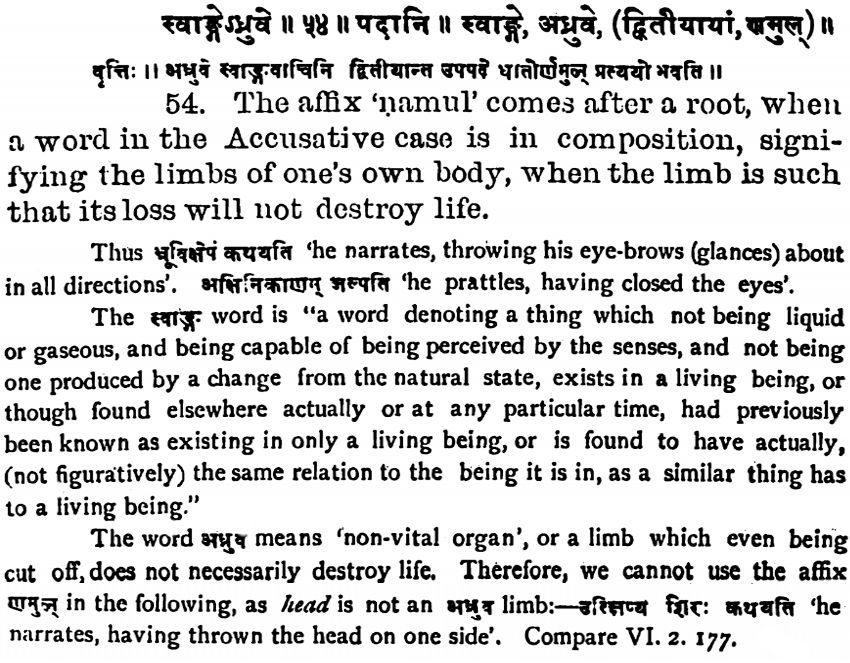 स्वाङ्गेऽध्रुवे ॥ ५४ ॥ पदानि ॥ स्वाङ्गे, अध्रुवे, (द्वितीयायां, णमुल्) ॥
वृत्तिः ॥ अध्रुवे स्वाङ्गवाचिनि द्वितीयान्त उपपदे धातोर्णमुल् प्रत्ययो भवति ॥
54. The affix 'ṇamul' comes after a root, when
a word in the Accusative case is in composition, signi-
fying the limbs of one's own body, when the limb is such
that its loss will not destroy life.
Thus भ्रूविक्षेपं कथयति 'he narrates, throwing his eye-brows (glances) about
in all directions'. अक्षिनिकाणम् जल्पति 'he prattles, having closed the eyes'.
The स्वाङ्ग word is "a word denoting a thing which not being liquid
or gaseous, and being capable of being perceived by the senses, and not being
one produced by a change from the natural state, exists in a living being, or
though found elsewhere actually or at any particular time, had previously
been known as existing in only a living being, or is found to have actually,
(not figuratively) the same relation to the being it is in, as a similar thing has
to a living being."
The word अध्रुव means 'non-vital organ', or a limb which even being
cut off, does not necessarily destroy life. Therefore, we cannot use the affix
णमुल् in the following, as head is not an अध्रुव limb:—उत्क्षिप्य शिरः कथयति 'he
narrates, having thrown the head on one side'. Compare VI. 2. 177.